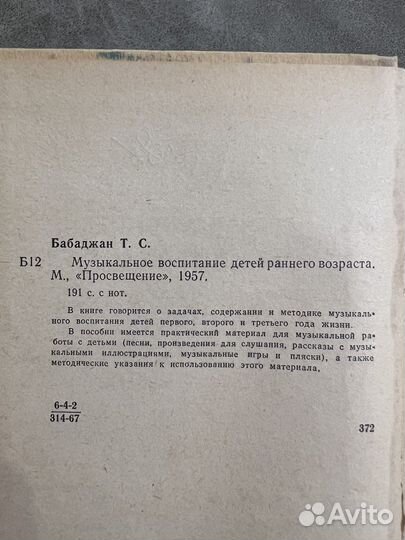 Бабаджан Т. С.
Б12 Музыкальное воспитание детей раннего возраста.
М., «Просвещение», 1957.
191 с. с нот.
В книге говорится о задачах, содержании и методике музыкаль-
ного воспитания детей первого, второго и третьего года жизни.
В пособии имеется практический материал для музыкальной ра-
боты с детьми (песни, произведения для слушания, рассказы с музы-
кальными иллюстрациями, музыкальные игры и пляски), а также
методические указания к использованию этого материала.
6-4-2
314-67
372
Avito